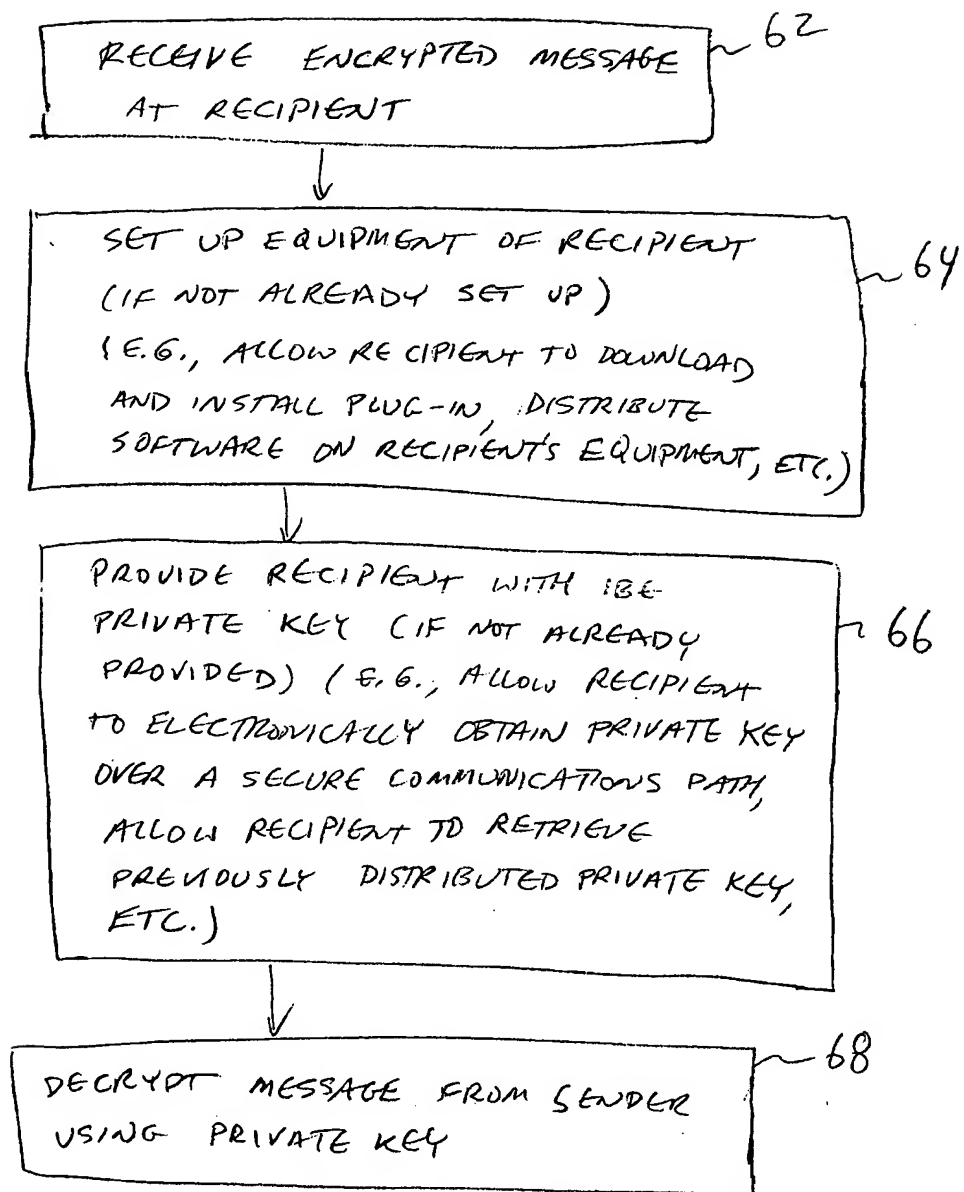 RECEIVE ENCRYPTED MESSAGE 62
AT RECIPIENT
SET UP EQUIPMENT OF RECIPIENT
(IF NOT ALREADY SET UP) 64
(E.G., ALLOW RECIPIENT TO DOWNLOAD
AND INSTALL PLUG-IN, DISTRIBUTE
SOFTWARE ON RECIPIENT'S EQUIPMENT, ETC.)
PROVIDE RECIPIENT WITH IBE
PRIVATE KEY (IF NOT ALREADY 66
PROVIDED) (E.G., ALLOW RECIPIENT
TO ELECTRONICALLY OBTAIN PRIVATE KEY
OVER A SECURE COMMUNICATIONS PATH,
ALLOW RECIPIENT TO RETRIEVE
PREVIOUSLY DISTRIBUTED PRIVATE KEY,
ETC.)
68
DECRYPT MESSAGE FROM SENDER
USING PRIVATE KEY